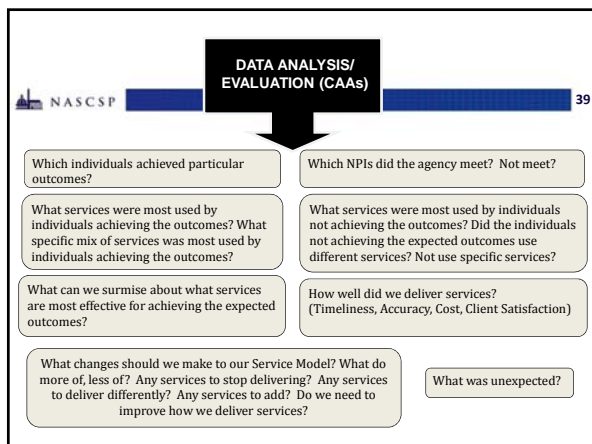 DATA ANALYSIS/
EVALUATION (CAAs)
NASCSP
39
Which individuals achieved particular
outcomes?
Which NPIs did the agency meet?  Not meet?
What services were most used by
individuals achieving the outcomes? What
specific mix of services was most used by
individuals achieving the outcomes?
What services were most used by individuals
not achieving the outcomes? Did the individuals
not achieving the expected outcomes use
different services?  Not use specific services?
What can we surmise about what services
are most effective for achieving the expected
outcomes?
How well did we deliver services?
(Timeliness, Accuracy, Cost, Client Satisfaction)
What changes should we make to our Service Model? What do
more of, less of?  Any services to stop delivering?  Any services
to deliver differently?  Any services to add?  Do we need to
improve how we deliver services?
What was unexpected?